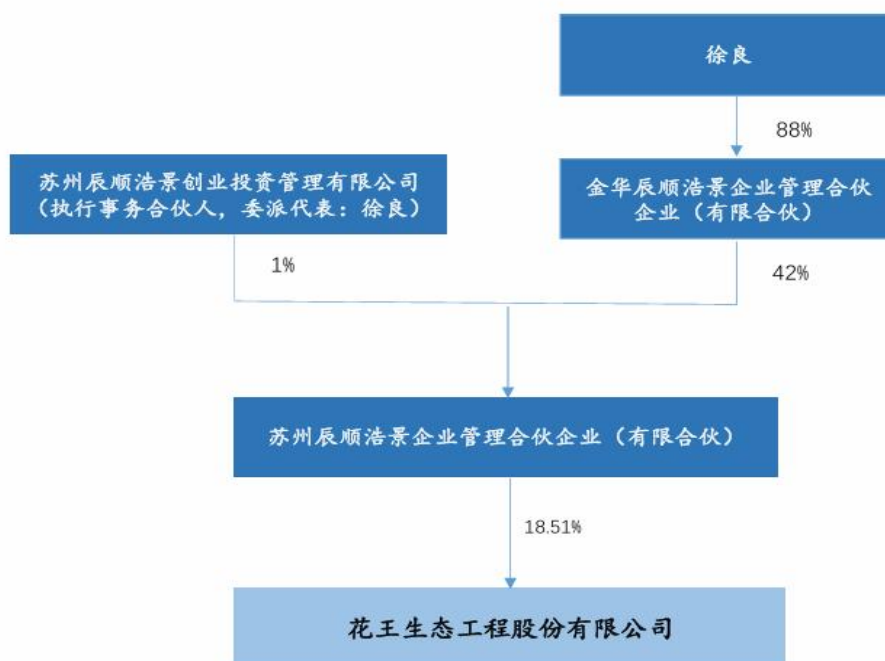 徐良
88%
苏州辰顺浩景创业投资管理有限公司
（执行事务合伙人，委派代表：徐良）
金华辰顺浩景企业管理合伙
企业（有限合伙）
1%
42%
苏州辰顺浩景企业管理合伙企业（有限合伙）
18.51%
花王生态工程股份有限公司